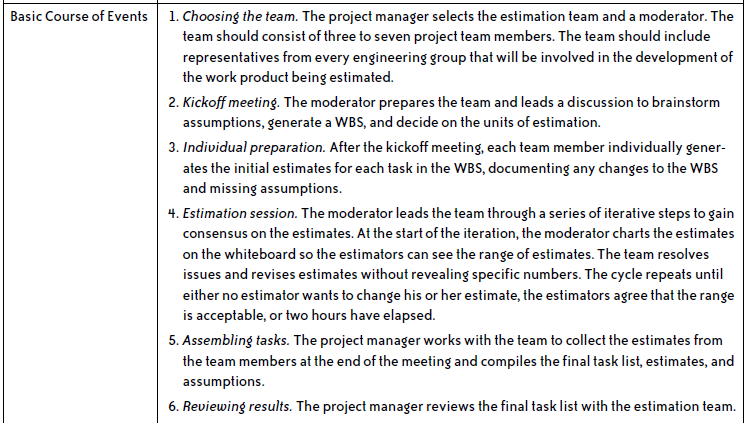 Basic Course of Events
1. Choosing the team. The project manager selects the estimation team and a moderator. The
team should consist of three to seven project team members. The team should include
representatives from every engineering group that will be involved in the development of
the work product being estimated.
2. Kickoff meeting. The moderator prepares the team and leads a discussion to brainstorm
assumptions, generate a WBS, and decide on the units of estimation.
3. Individual preparation. After the kickoff meeting, each team member individually gener-
ates the initial estimates for each task in the WBS, documenting any changes to the WBS
and missing assumptions.
4. Estimation session. The moderator leads the team through a series of iterative steps to gain
consensus on the estimates. At the start of the iteration, the moderator charts the estimates
on the whiteboard so the estimators can see the range of estimates. The team resolves
issues and revises estimates without revealing specific numbers. The cycle repeats until
either no estimator wants to change his or her estimate, the estimators agree that the range
is acceptable, or two hours have elapsed.
5. Assembling tasks. The project manager works with the team to collect the estimates from
the team members at the end of the meeting and compiles the final task list, estimates, and
assumptions.
6. Reviewing results. The project manager reviews the final task list with the estimation team.